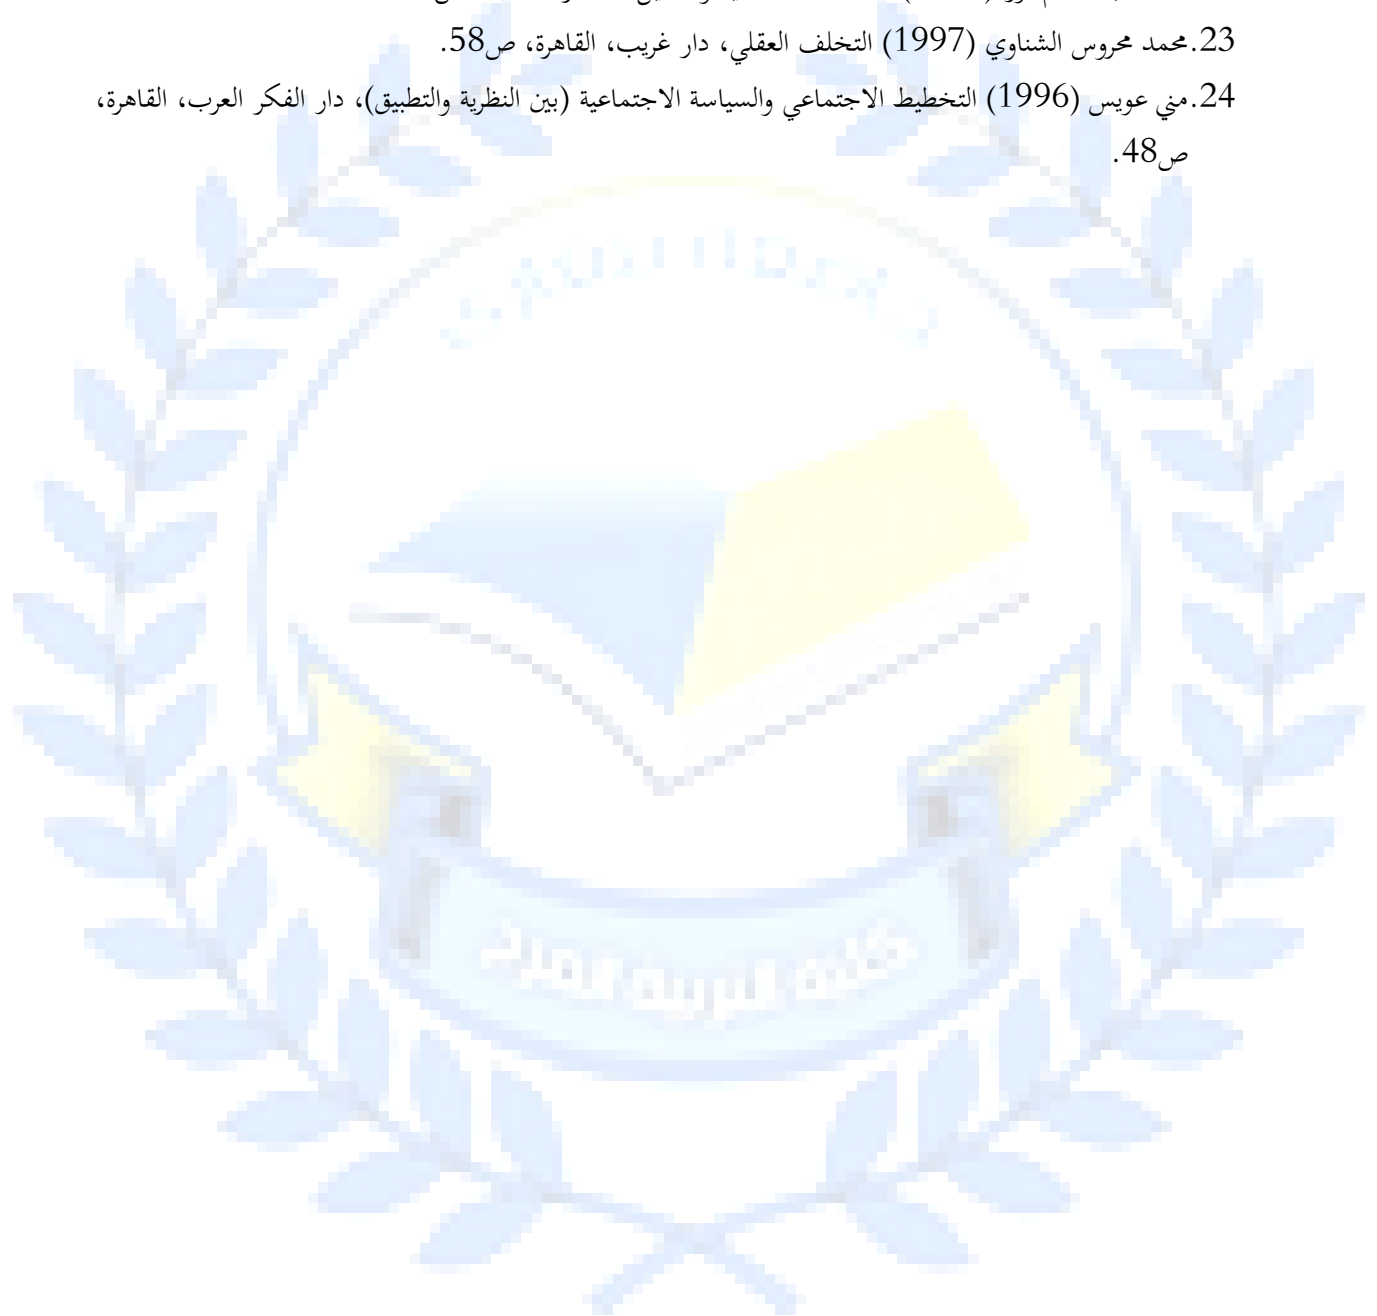 23.محمد محروس الشناوي (1997) التخلف العقلي، دار غريب، القاهرة، ص58.
24.مني عويس (1996) التخطيط الاجتماعي والسياسة الاجتماعية (بين النظرية والتطبيق)، دار الفكر العرب، القاهرة،
ص48.